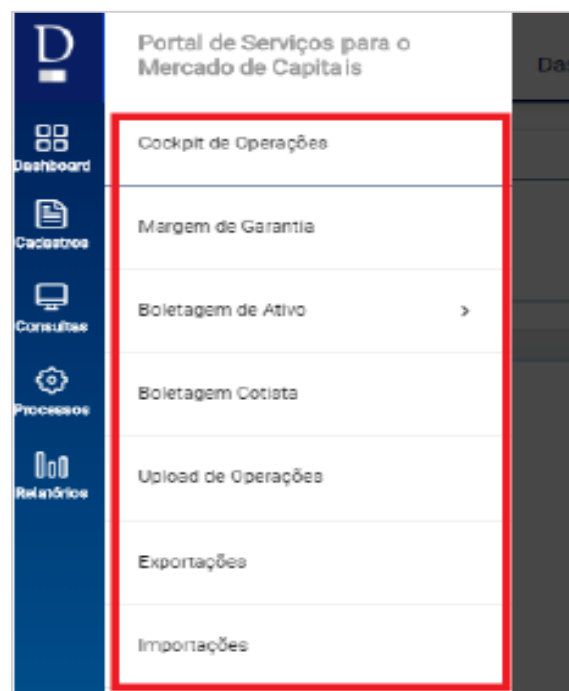 D
Portal de Serviços para o
Mercado de Capitais
Das
Dashboard
Cadastros
Consultas
Processos
Relatórios
Cockpit de Operações
Margem de Garantia
Boletagem de Ativo
Boletagem Cotista
Upload de Operações
Exportações
Importações